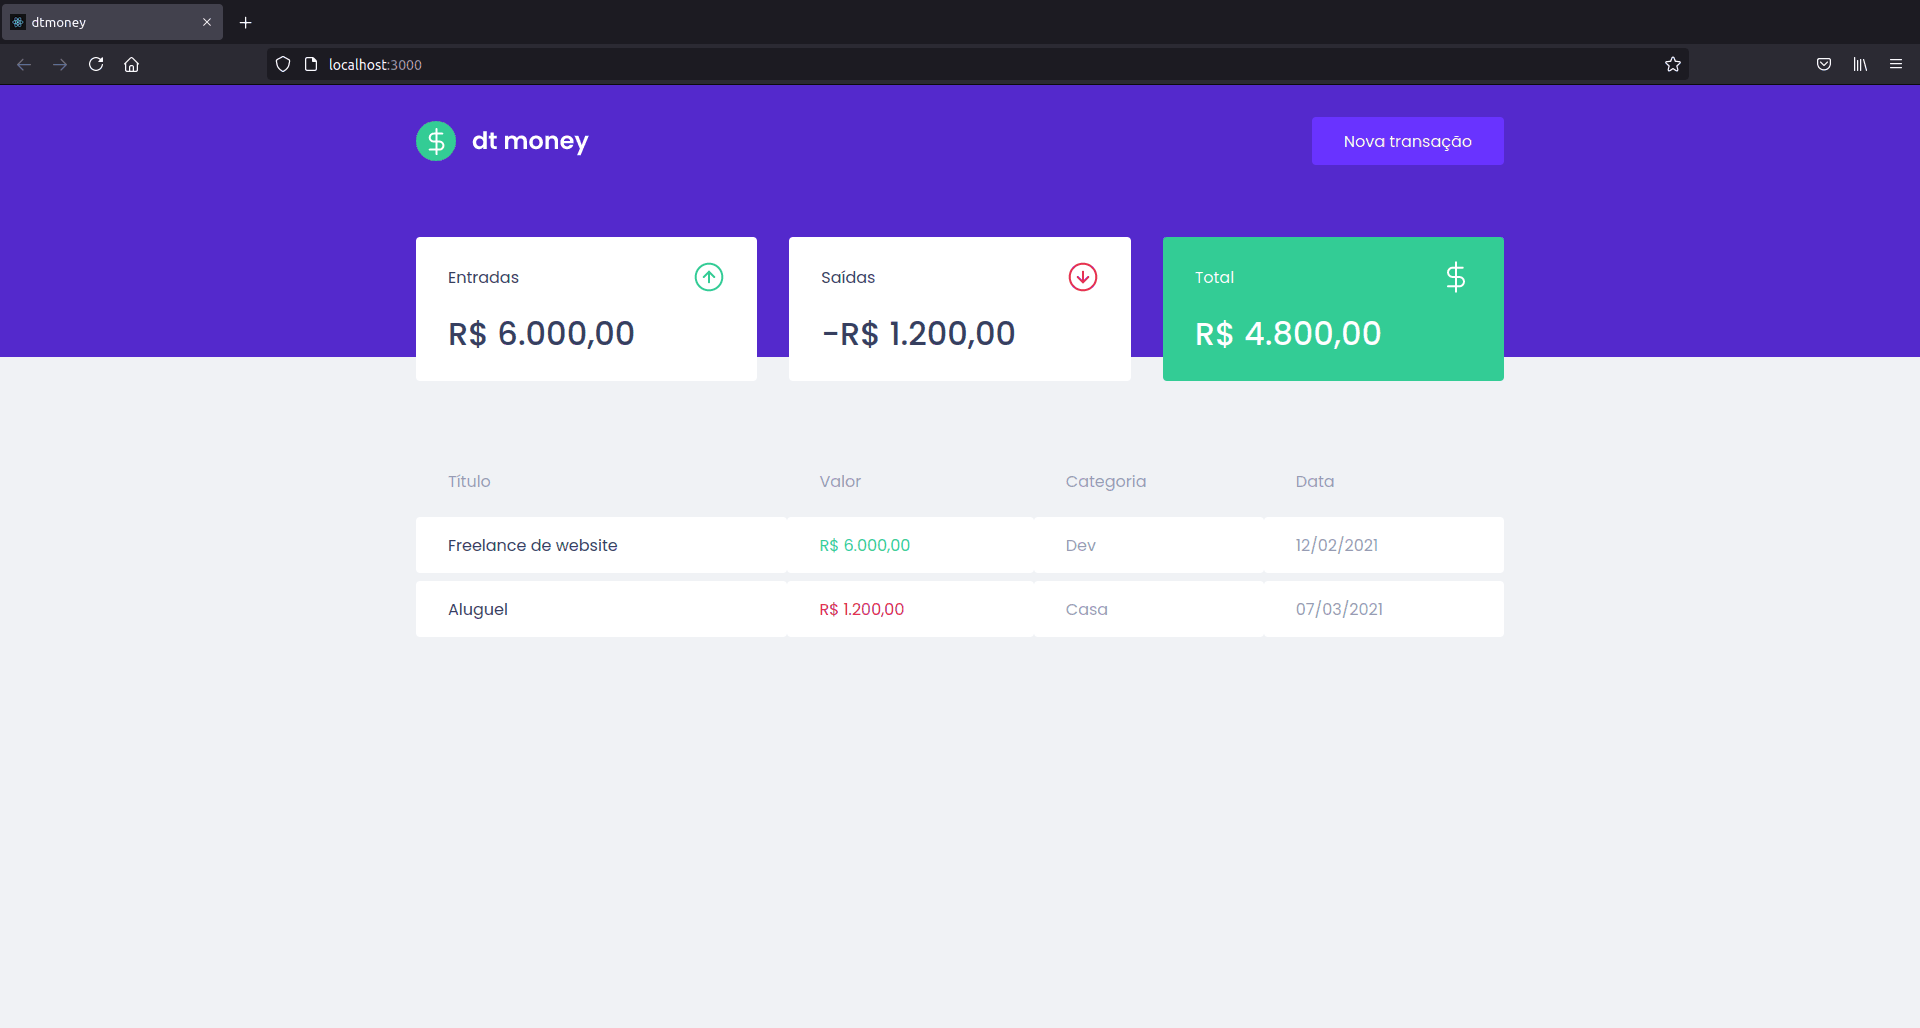 dtmoney
localhost:3000
dt money
Nova transação
Entradas
R$ 6.000,00
Saídas
-R$ 1.200,00
Total
R$ 4.800,00
Título Valor Categoria Data
Freelance de website R$ 6.000,00 Dev 12/02/2021
Aluguel R$ 1.200,00 Casa 07/03/2021